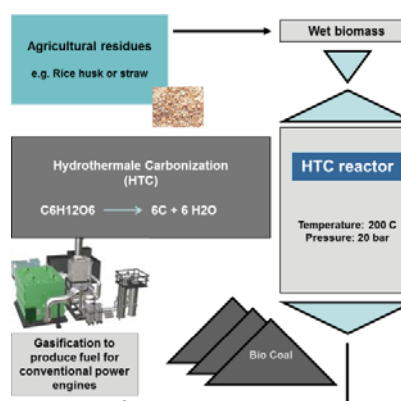 Agricultural residues
e.g. Rice husk or straw
Wet biomass
Hydrothermale Carbonization
(HTC)
C6H12O6 → 6C + 6 H2O
HTC reactor
Temperature: 200 C
Pressure: 20 bar
Gasification to
produce fuel for
conventional power
engines
Bio Coal